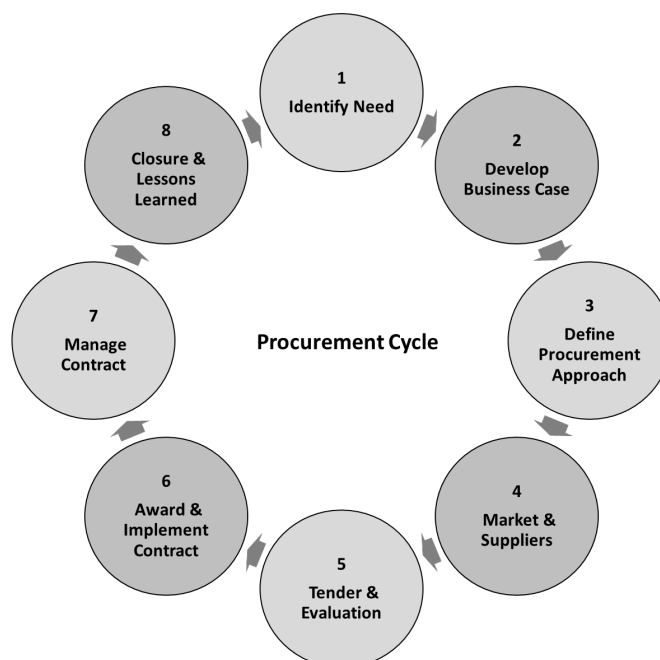 1
Identify Need
2
Develop
Business Case
3
Define
Procurement
Approach
4
Market &
Suppliers
5
Tender &
Evaluation
6
Award &
Implement
Contract
7
Manage
Contract
8
Closure &
Lessons
Learned
Procurement Cycle